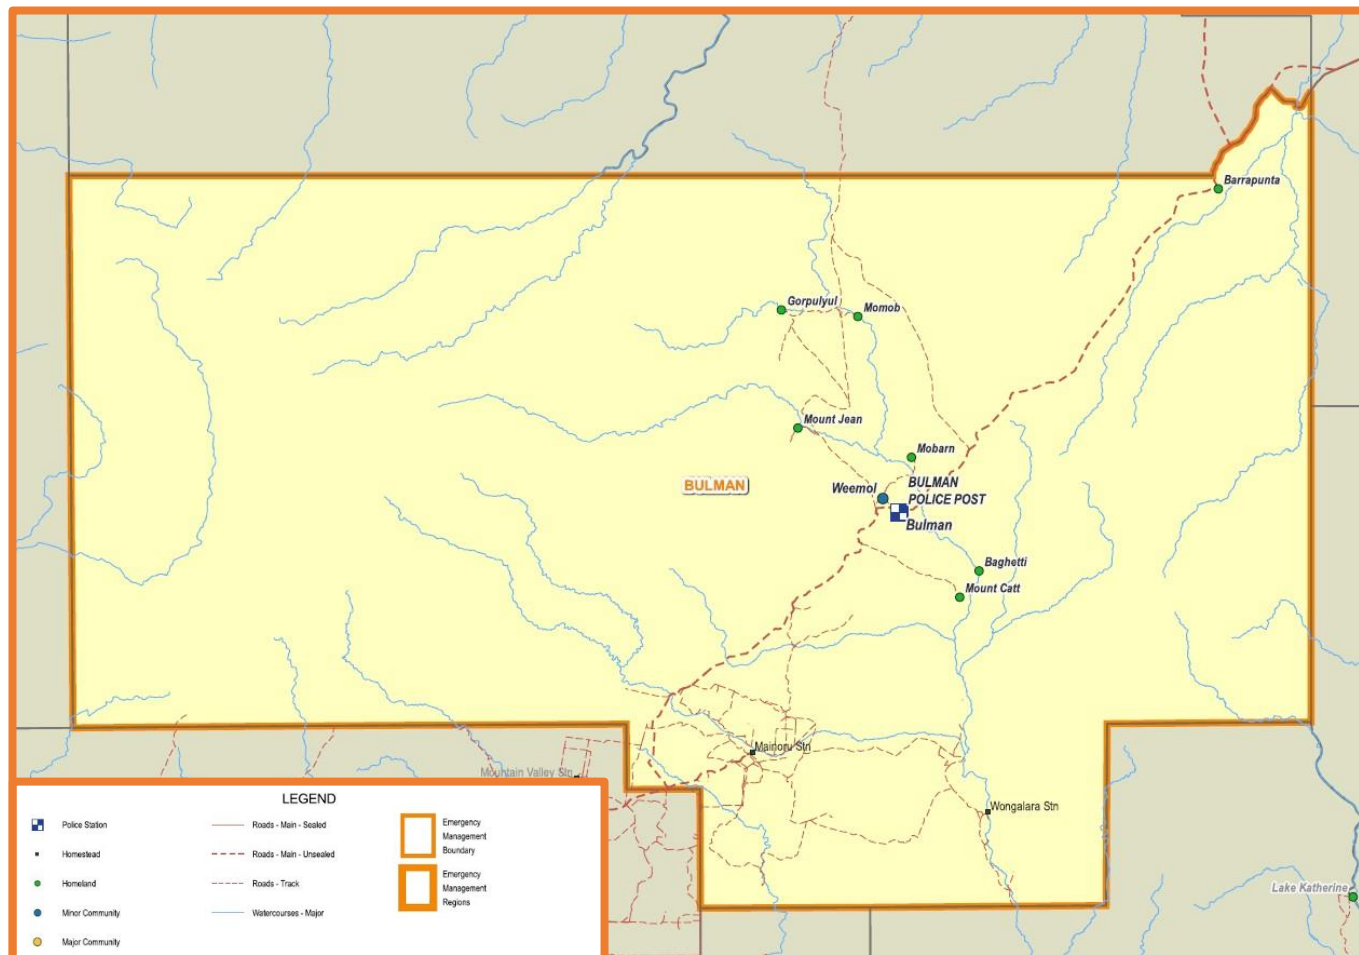 Barrapunta
Gorpulyul
Momob
Mount Jean
Mobarn
BULMAN
Weemol
BULMAN
POLICE POST
Bulman
Baghetti
Mount Catt
Mainoru Stn
Mountain Valley Stn
Wongalara Stn
Lake Katherine
LEGEND
Police Station
Homestead
Homeland
Minor Community
Major Community
Roads - Main - Sealed
Roads - Main - Unsealed
Roads - Track
Watercourses - Major
Emergency
Management
Boundary
Emergency
Management
Regions